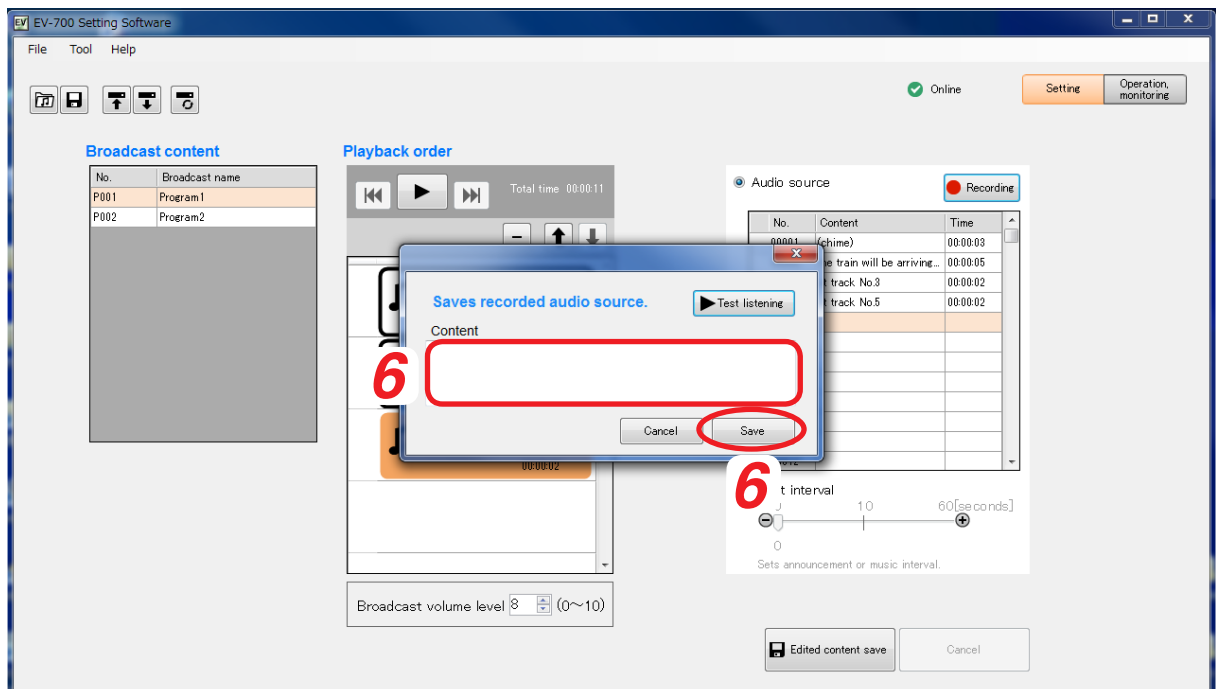 EV EV-700 Setting Software
File Tool Help
Online
Setting
Operation,
monitoring
Broadcast content
No. Broadcast name
P001 Program1
P002 Program2
Playback order
Total time 00:00:11
Audio source
Recording
No. Content Time
00001 (chime) 00:00:03
e train will be arriving... 00:00:05
t track No.3 00:00:02
t track No.5 00:00:02
Saves recorded audio source.
Test listening
Content
6
Cancel
Save
6
00:00:02
t interval
10 60[seconds]
0
Sets announcement or music interval.
Broadcast volume level 8 (0～10)
Edited content save
Cancel